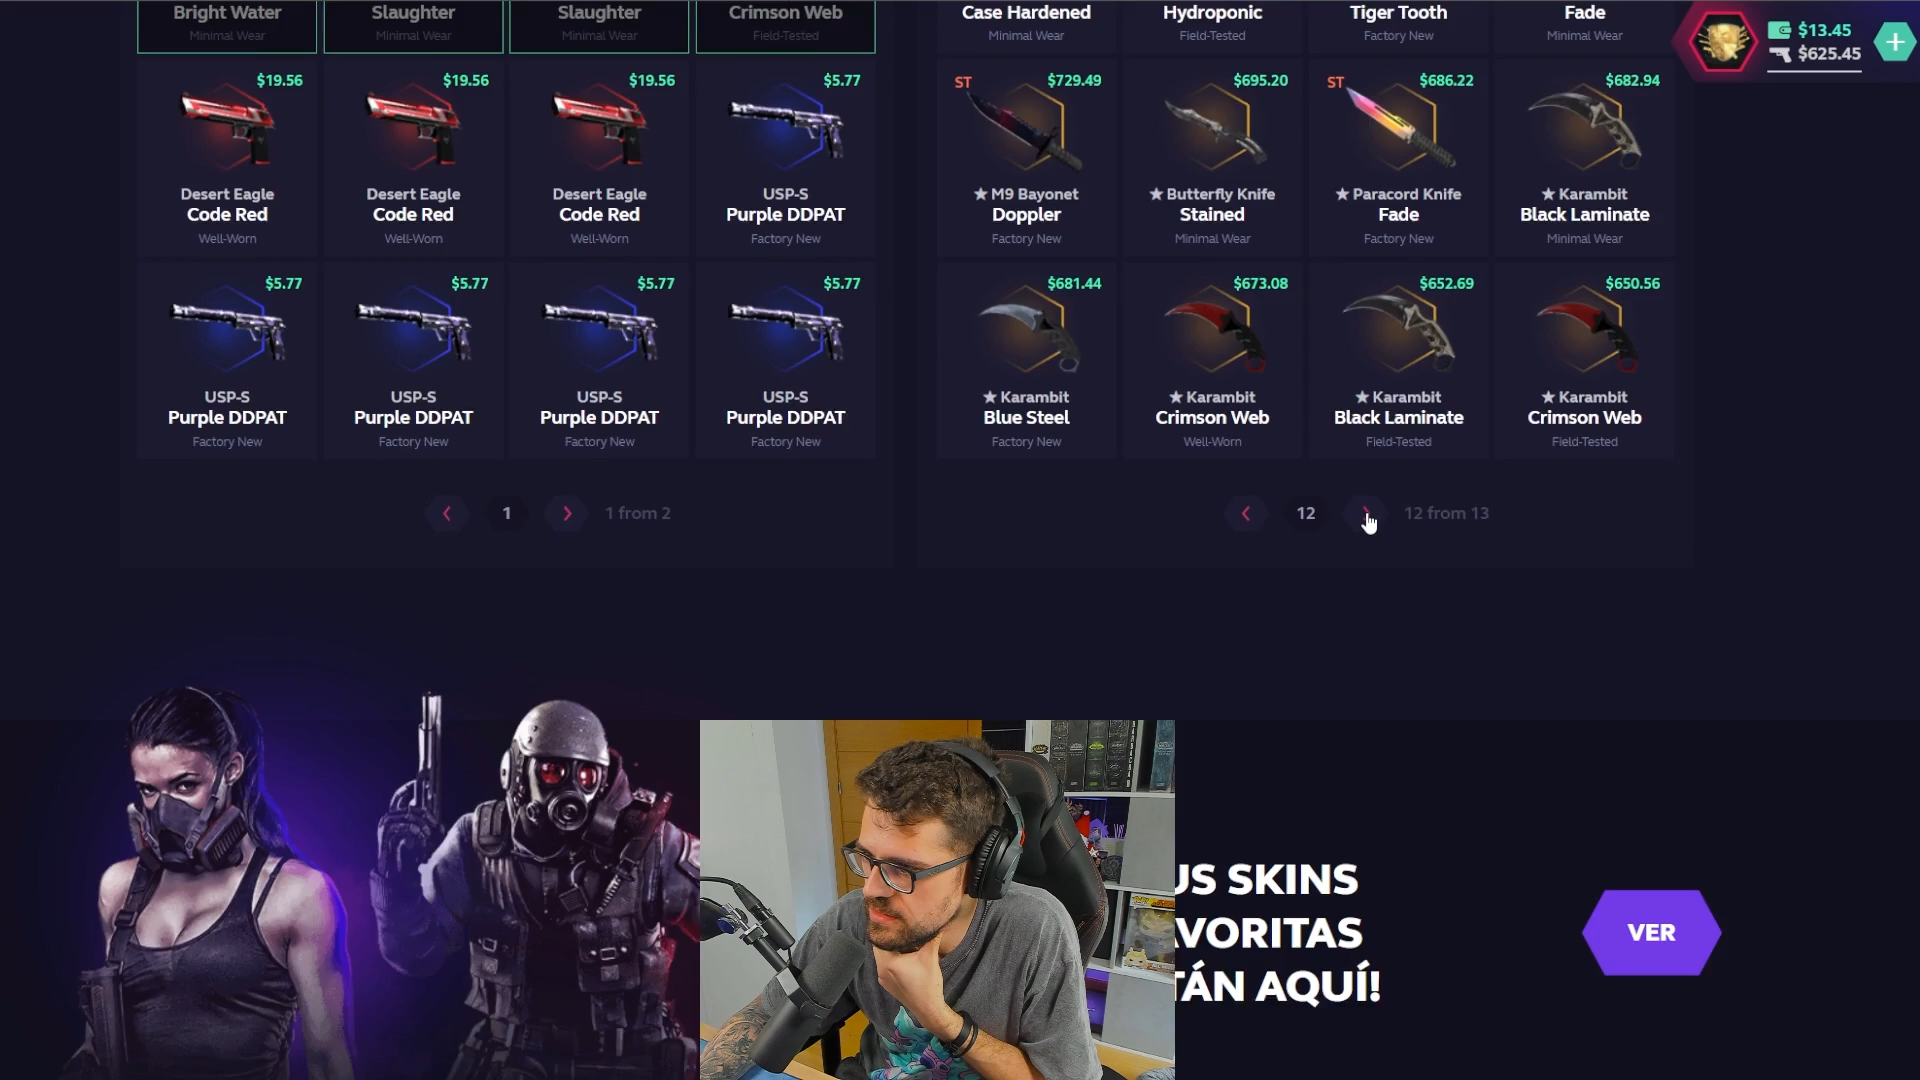 Bright Water
Minimal Wear
Slaughter
Minimal Wear
Slaughter
Minimal Wear
Crimson Web
Field-Tested
Case Hardened
Minimal Wear
Hydroponic
Field-Tested
Tiger Tooth
Factory New
Fade
Minimal Wear
$13.45
$625.45
$19.56
Desert Eagle
Code Red
Well-Worn
$19.56
Desert Eagle
Code Red
Well-Worn
$19.56
Desert Eagle
Code Red
Well-Worn
$5.77
USP-S
Purple DDPAT
Factory New
ST $729.49
★ M9 Bayonet
Doppler
Factory New
$695.20
★ Butterfly Knife
Stained
Minimal Wear
ST $686.22
★ Paracord Knife
Fade
Factory New
$682.94
★ Karambit
Black Laminate
Minimal Wear
$5.77
USP-S
Purple DDPAT
Factory New
$5.77
USP-S
Purple DDPAT
Factory New
$5.77
USP-S
Purple DDPAT
Factory New
$5.77
USP-S
Purple DDPAT
Factory New
$681.44
★ Karambit
Blue Steel
Factory New
$673.08
★ Karambit
Crimson Web
Well-Worn
$652.69
★ Karambit
Black Laminate
Field-Tested
$650.56
★ Karambit
Crimson Web
Field-Tested
1
1 from 2
12
12 from 13
US SKINS
AVORITAS
TÁN AQUÍ!
VER